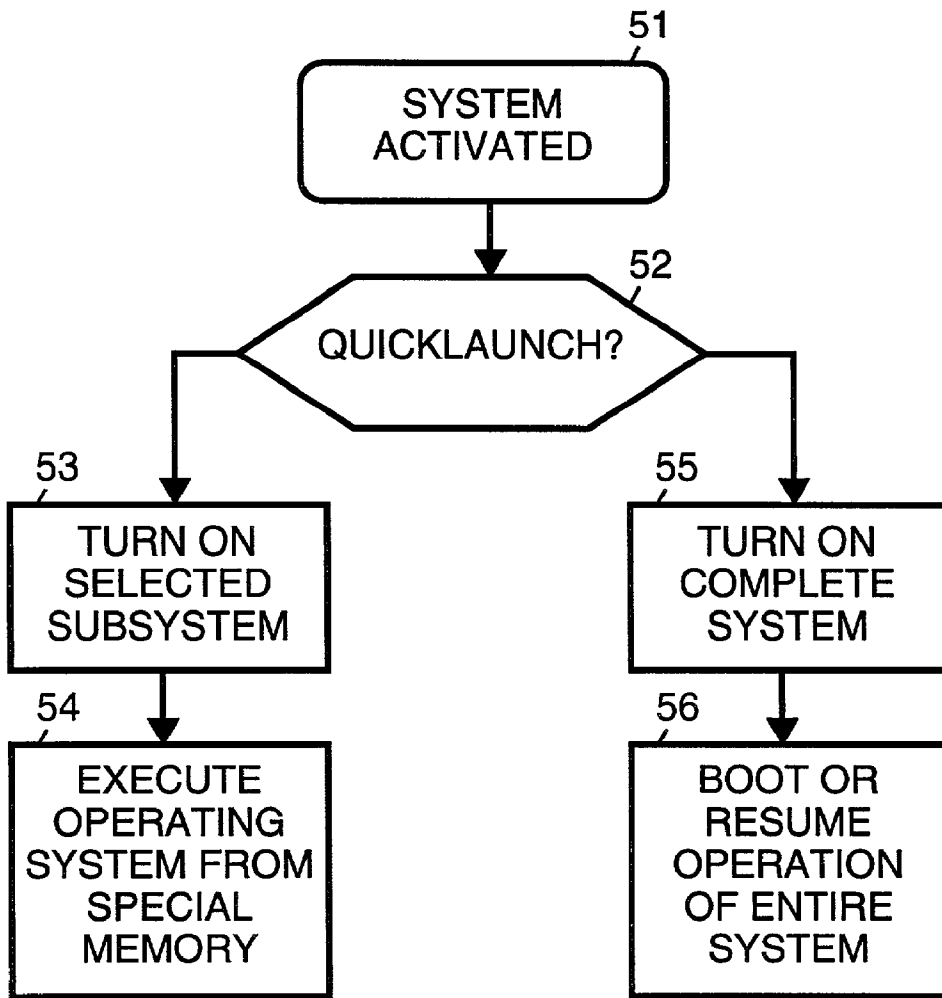 51
SYSTEM
ACTIVATED
52
QUICKLAUNCH?
53
TURN ON
SELECTED
SUBSYSTEM
55
TURN ON
COMPLETE
SYSTEM
54
EXECUTE
OPERATING
SYSTEM FROM
SPECIAL
MEMORY
56
BOOT OR
RESUME
OPERATION
OF ENTIRE
SYSTEM